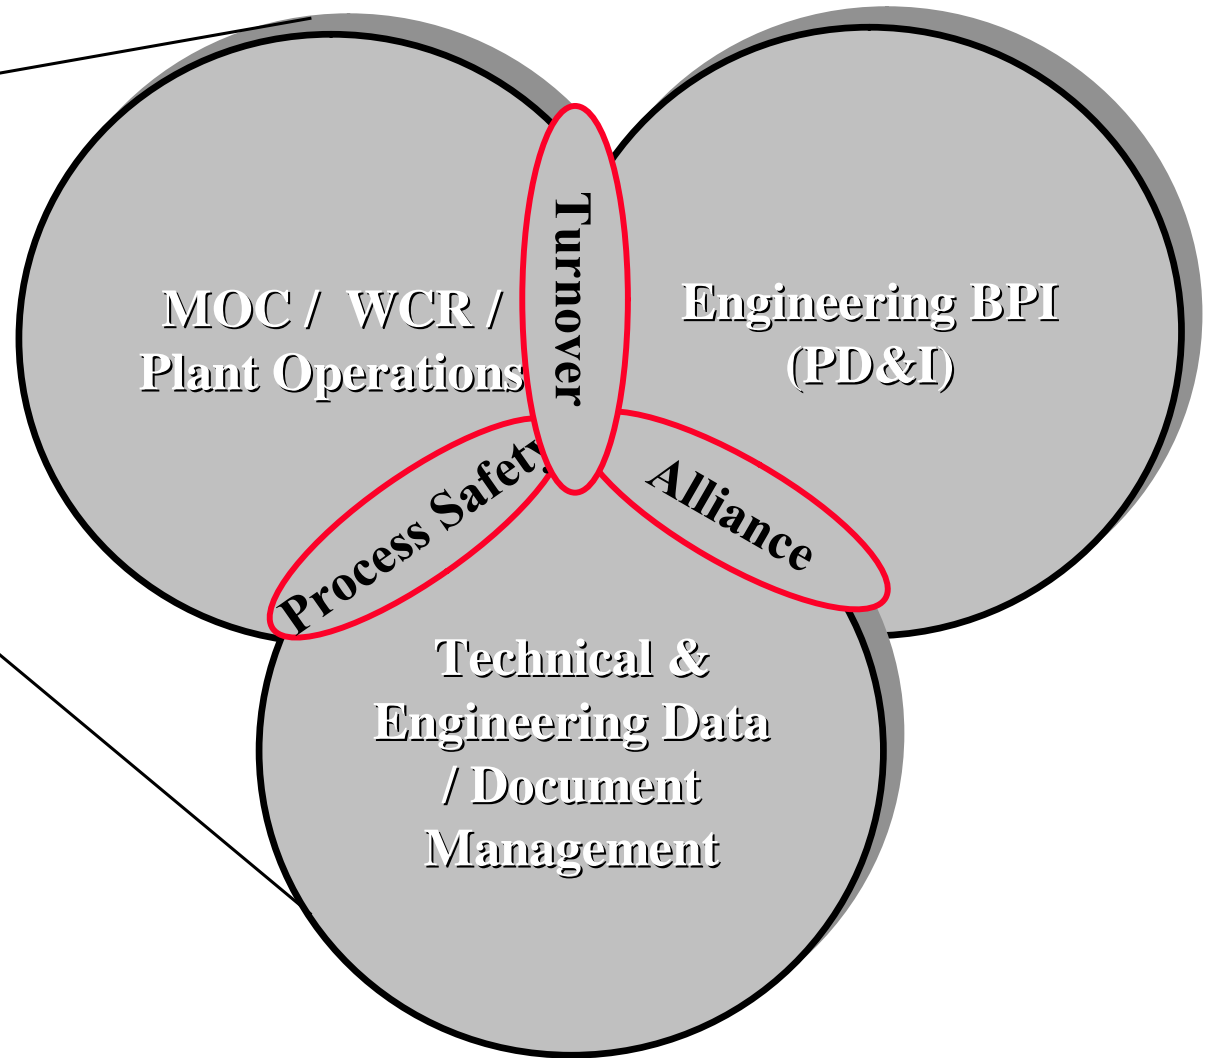 Turnover
MOC / WCR /
Plant Operations
Engineering BPI
(PD&I)
Process Safety
Alliance
Technical &
Engineering Data
/ Document
Management